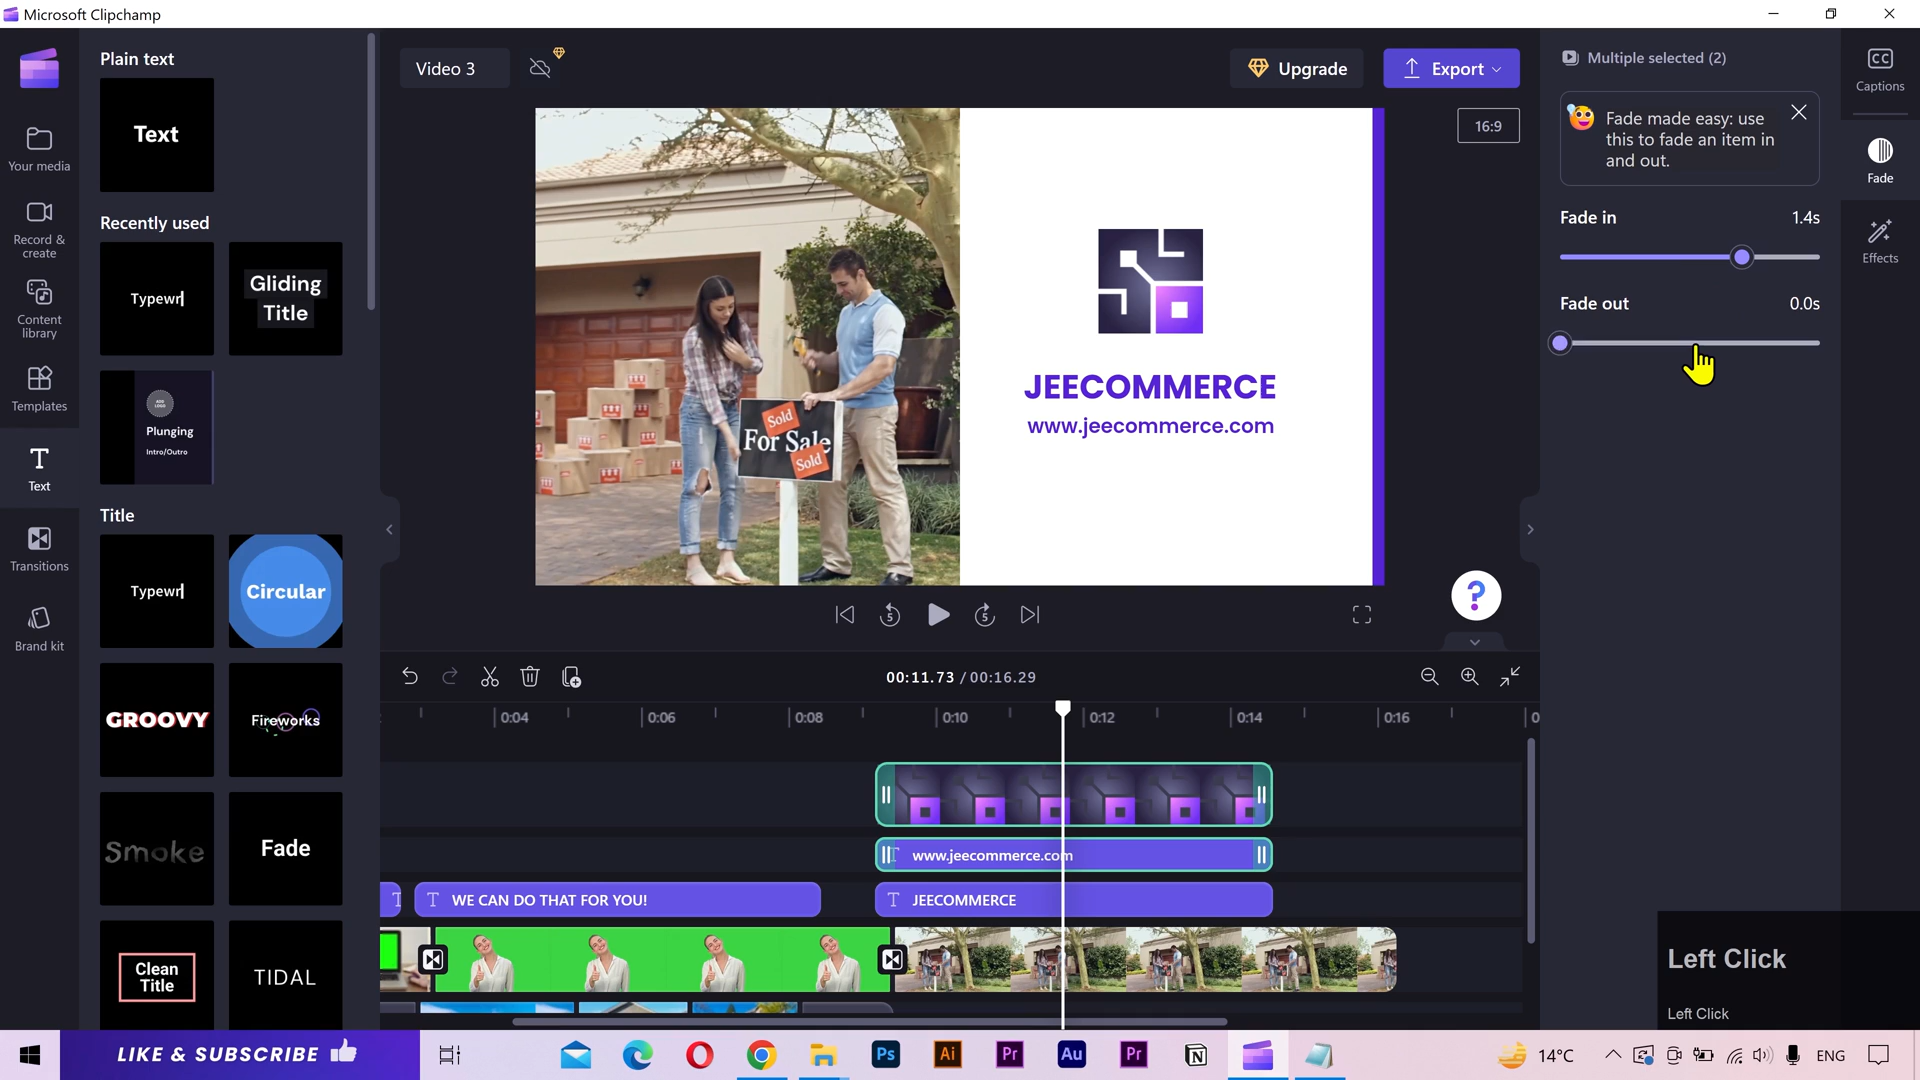 Microsoft Clipchamp
Your media
Record &
create
Content
library
Templates
Text
Transitions
Brand kit
Plain text
Text
Recently used
Typewr
Gliding
Title
ADD
LOGO
Plunging
Intro/Outro
Title
Typewr
Circular
GROOVY
Fireworks
Smoke
Fade
Clean
Title
TIDAL
Video 3
Upgrade
Export
16:9
Sold
For Sale
Sold
JEECOMMERCE
www.jeecommerce.com
5
5
?
00:11.73 / 00:16.29
0:04
0:06
0:08
0:10
0:12
0:14
0:16
0
www.jeecommerce.com
T
T WE CAN DO THAT FOR YOU!
T JEECOMMERCE
Multiple selected (2)
Fade made easy: use
this to fade an item in
and out.
Fade in 1.4s
Fade out 0.0s
CC
Captions
Fade
Effects
Left Click
Left Click
LIKE & SUBSCRIBE
Ps
Ai
Pr
Au
Pr
N
14°C
ENG